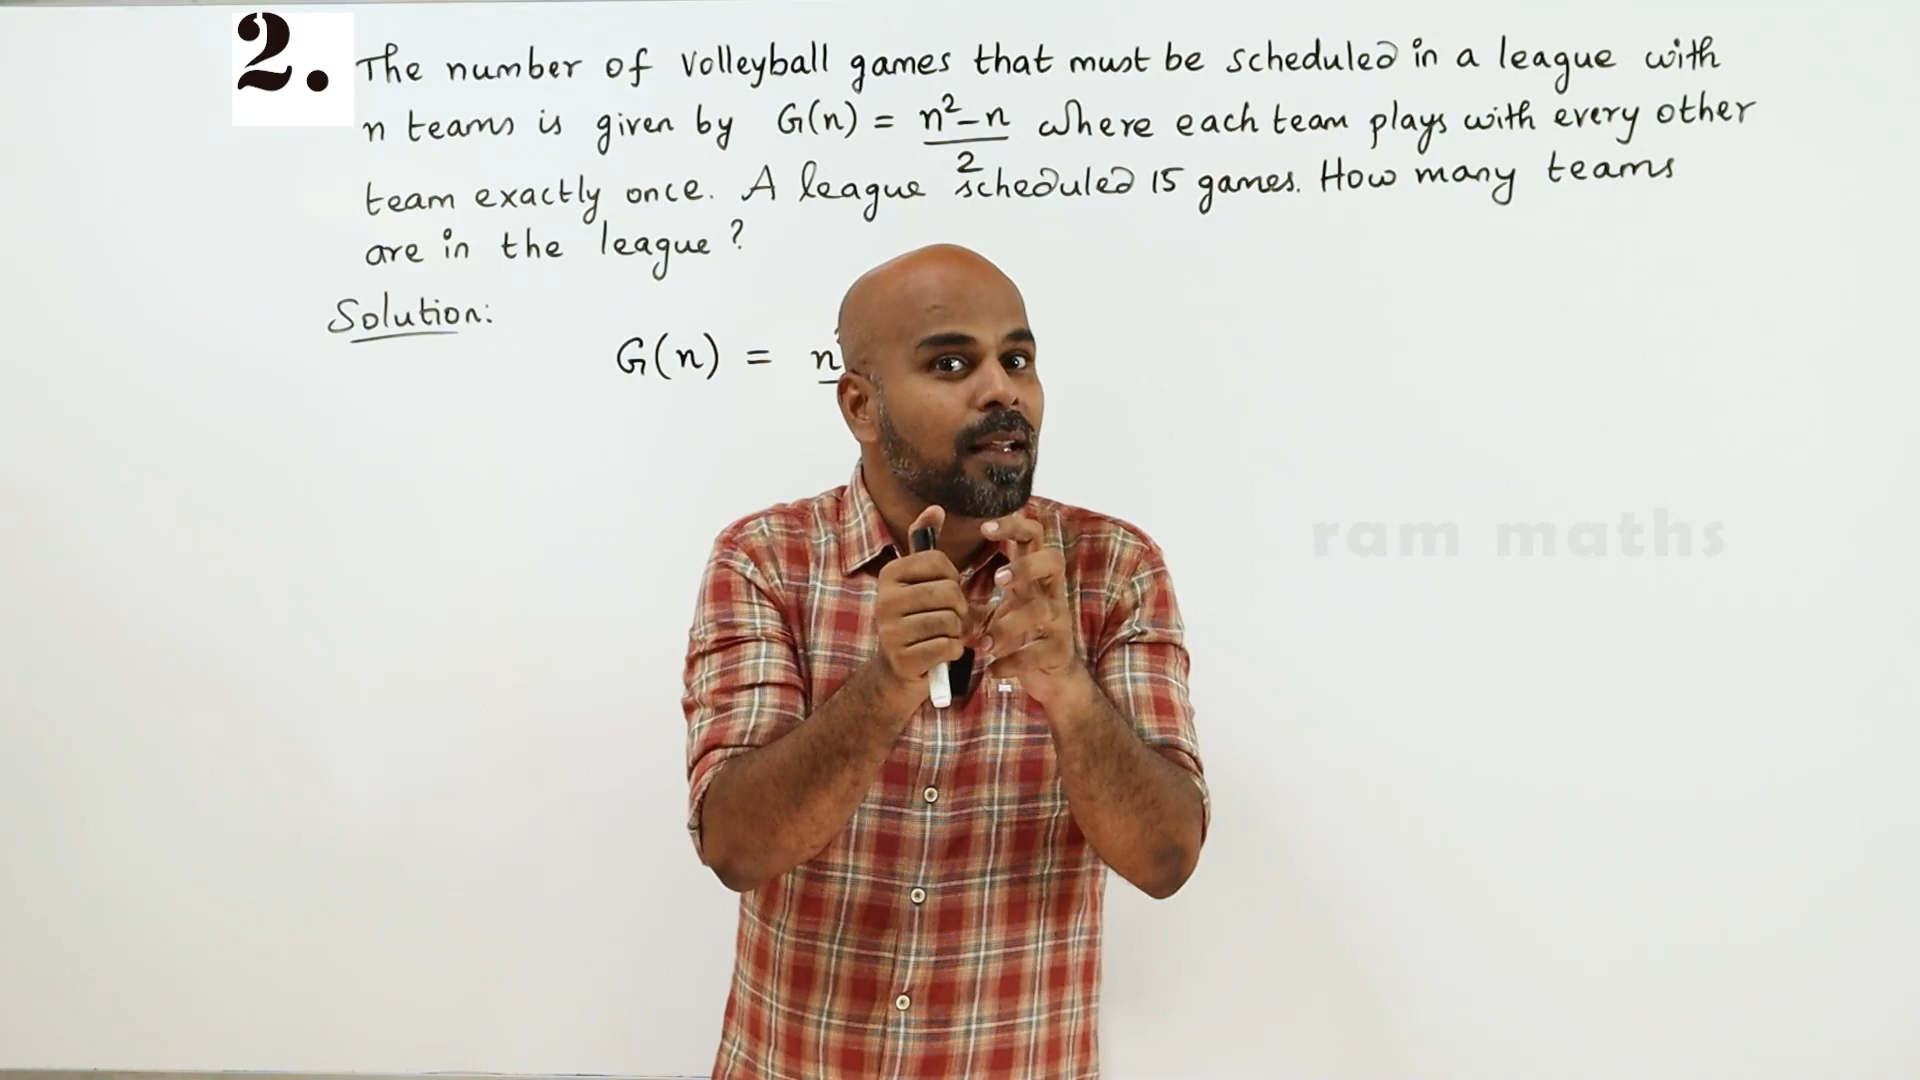 2.
The number of volleyball games that must be scheduled in a league with
n teams is given by G(n) = n²-n/2 where each team plays with every other
team exactly once. A league scheduled 15 games. How many teams
are in the league?
Solution:
G(n) = n
ram maths